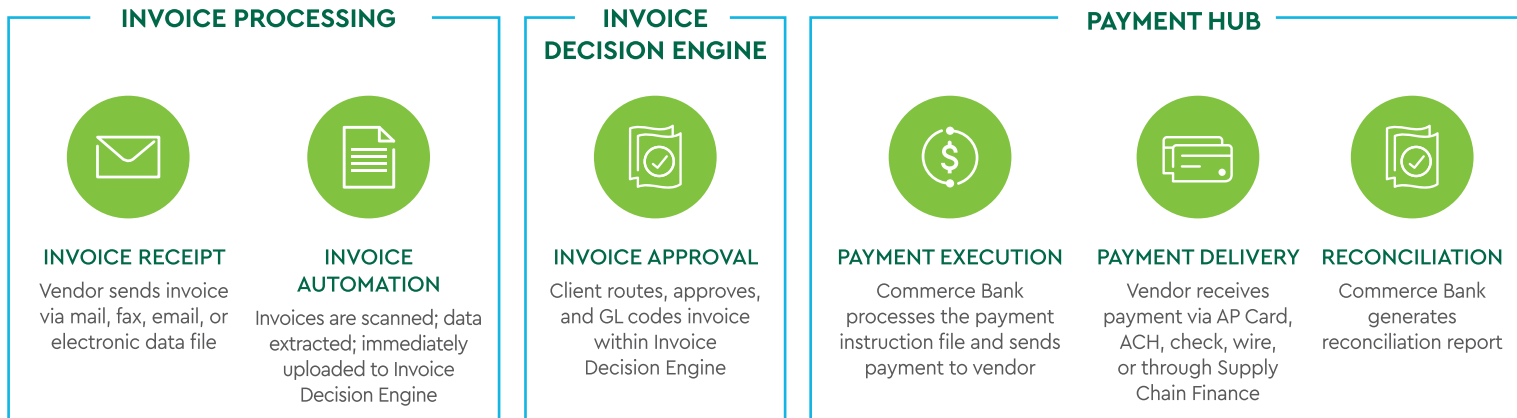 INVOICE PROCESSING
INVOICE RECEIPT
Vendor sends invoice
via mail, fax, email, or
electronic data file
INVOICE
AUTOMATION
Invoices are scanned; data
extracted; immediately
uploaded to Invoice
Decision Engine
INVOICE
DECISION ENGINE
INVOICE APPROVAL
Client routes, approves,
and GL codes invoice
within Invoice
Decision Engine
PAYMENT HUB
PAYMENT EXECUTION
Commerce Bank
processes the payment
instruction file and sends
payment to vendor
PAYMENT DELIVERY
Vendor receives
payment via AP Card,
ACH, check, wire,
or through Supply
Chain Finance
RECONCILIATION
Commerce Bank
generates
reconciliation report